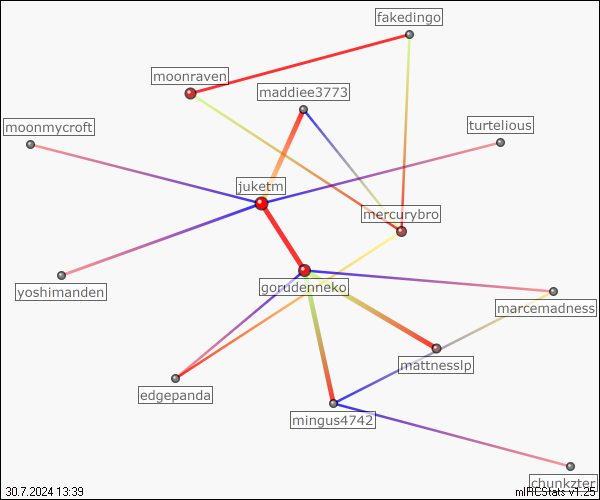 fakedingo
moonraven
maddiee3773
moonmycroft
turtelious
juketm
mercurybro
gorudenneko
yoshimanden
marcemadness
mattnesslp
edgepanda
mingus4742
chunkzter
30.7.2024 13:39
mIRCStats v1.25